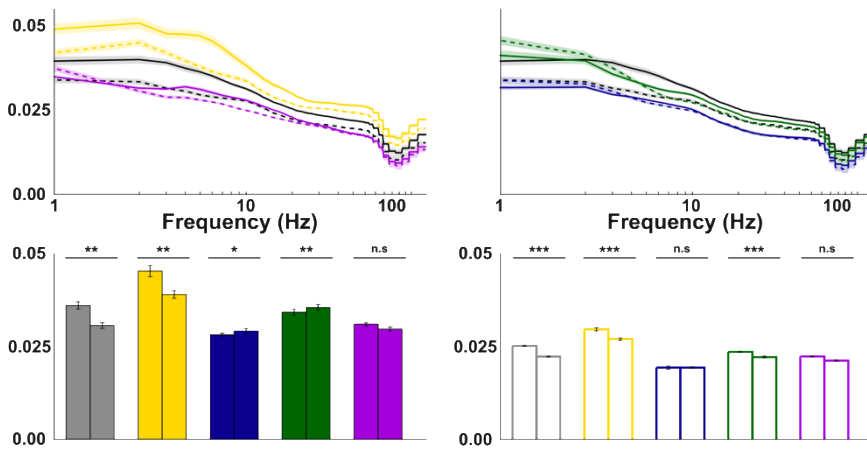 0.05
0.025
0.00
1 10 100 1 10 100
Frequency (Hz) Frequency (Hz)
0.05 ** ** * ** n.s 0.05 *** *** n.s *** n.s
0.025 0.025
0.00 0.00